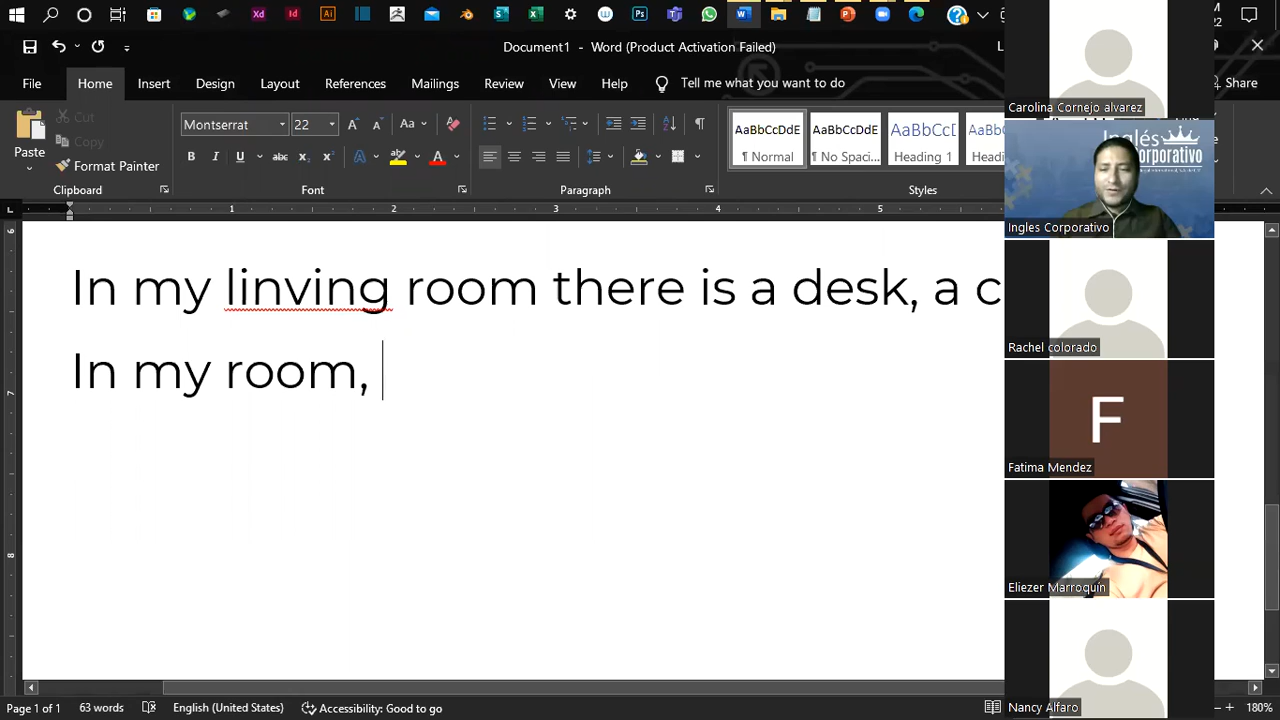 Document1 - Word (Product Activation Failed)
File Home Insert Design Layout References Mailings Review View Help Tell me what you want to do Share
Paste
Cut
Copy
Format Painter
Clipboard
Montserrat 22
Font
Paragraph
AaBbCcDdE Normal
AaBbCcDdE No Spaci...
AaBbC‌c[ Heading 1
Styles
In my linving room there is a desk, a c
In my room,
Page 1 of 1 63 words English (United States) Accessibility: Good to go 180%
Carolina Cornejo alvarez
Inglés
Corporativo
Ingles Corporativo
Rachel colorado
F
Fatima Mendez
Eliezer Marroquín
Nancy Alfaro